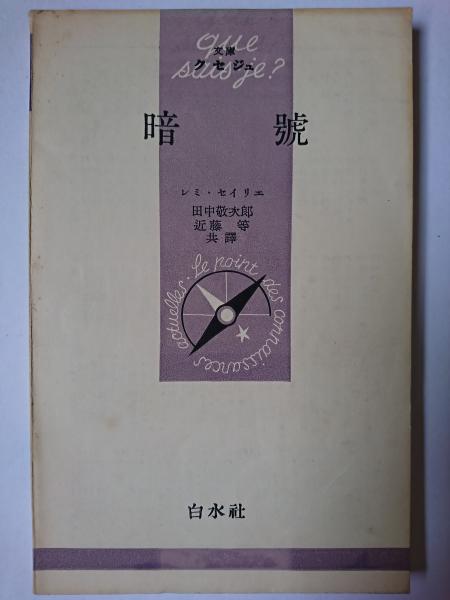 que
sais je?
文庫
クセジュ
暗號
レミ・セイリエ
田中敬次郎
近藤 等
共譯
Le point des connaissances actuelles.
白水社